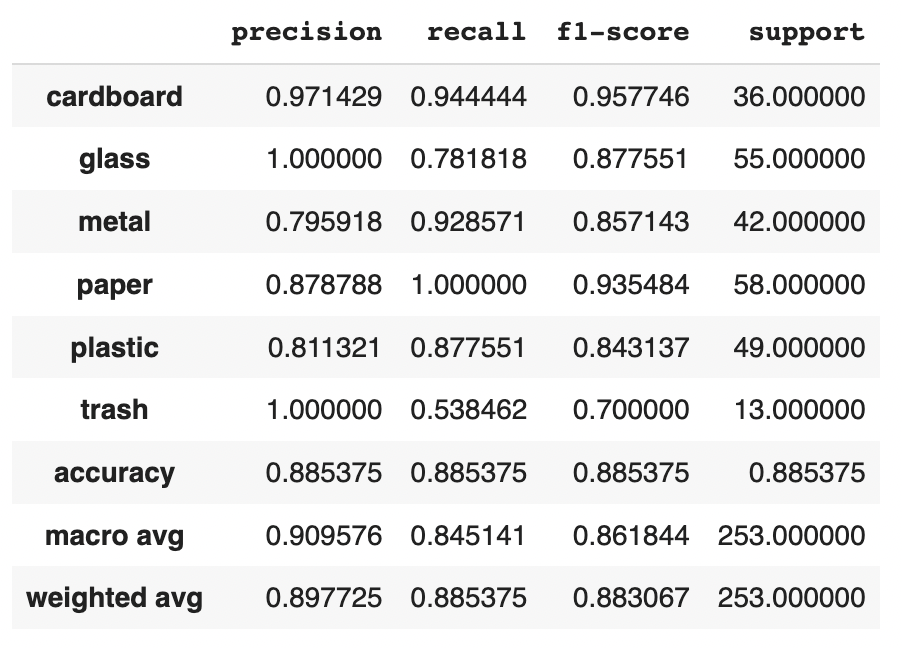 precision recall f1-score support
cardboard 0.971429 0.944444 0.957746 36.000000
glass 1.000000 0.781818 0.877551 55.000000
metal 0.795918 0.928571 0.857143 42.000000
paper 0.878788 1.000000 0.935484 58.000000
plastic 0.811321 0.877551 0.843137 49.000000
trash 1.000000 0.538462 0.700000 13.000000
accuracy 0.885375 0.885375 0.885375 0.885375
macro avg 0.909576 0.845141 0.861844 253.000000
weighted avg 0.897725 0.885375 0.883067 253.000000